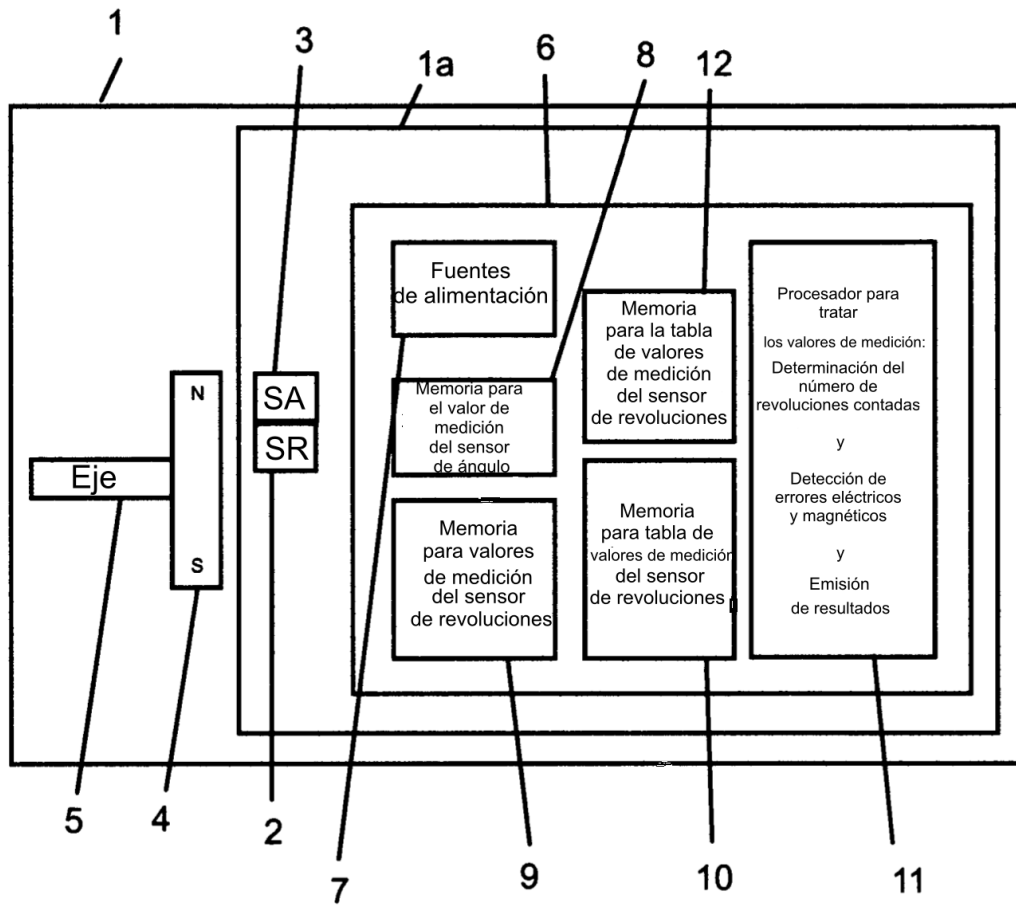 1
3
1a
6
8
12
Fuentes
de alimentación
Memoria para
el valor de
medición
del sensor
de ángulo
Memoria
para valores
de medición
del sensor
de revoluciones
Memoria
para la tabla
de valores
de medición
del sensor
de revoluciones
Memoria
para tabla de
valores de medición
del sensor
de revoluciones
Procesador para
tratar
los valores de medición:
Determinación del
número de
revoluciones contadas
y
Detección de
errores eléctricos
y magnéticos
y
Emisión
de resultados
N
S
SA
SR
Eje
5
4
2
7
9
10
11